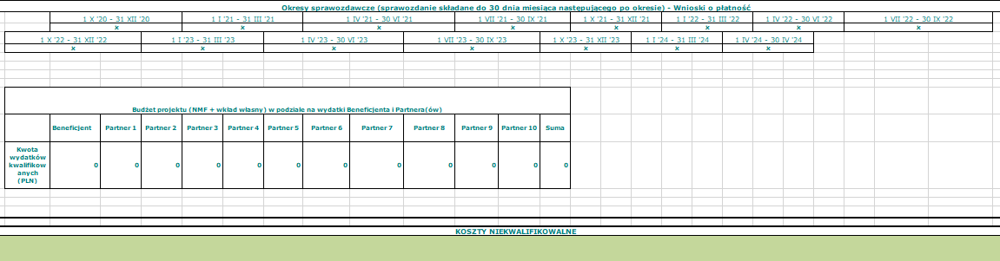 Okresy sprawozdawcze (sprawozdanie składane do 30 dnia miesiąca następującego po okresie) - Wnioski o płatność
1 X '20 - 31 XII '20 1 I '21 - 31 III '21 1 IV '21 - 30 VI '21 1 VII '21 - 30 IX '21 1 X '21 - 31 XII '21 1 I '22 - 31 III '22 1 IV '22 - 30 VI '22 1 VII '22 - 30 IX '22
x x x x x x x x
1 X '22 - 31 XII '22 1 I '23 - 31 III '23 1 IV '23 - 30 VI '23 1 VII '23 - 30 IX '23 1 X '23 - 31 XII '23 1 I '24 - 31 III '24 1 IV '24 - 30 IV '24
x x x x x x x
Budżet projektu (NMF + wkład własny) w podziale na wydatki Beneficjenta i Partnera(ów)
Beneficjent Partner 1 Partner 2 Partner 3 Partner 4 Partner 5 Partner 6 Partner 7 Partner 8 Partner 9 Partner 10 Suma
Kwota
wydatków
kwalifikow
anych
(PLN)
0 0 0 0 0 0 0 0 0 0 0 0
KOSZTY NIEKWALIFIKOWALNE